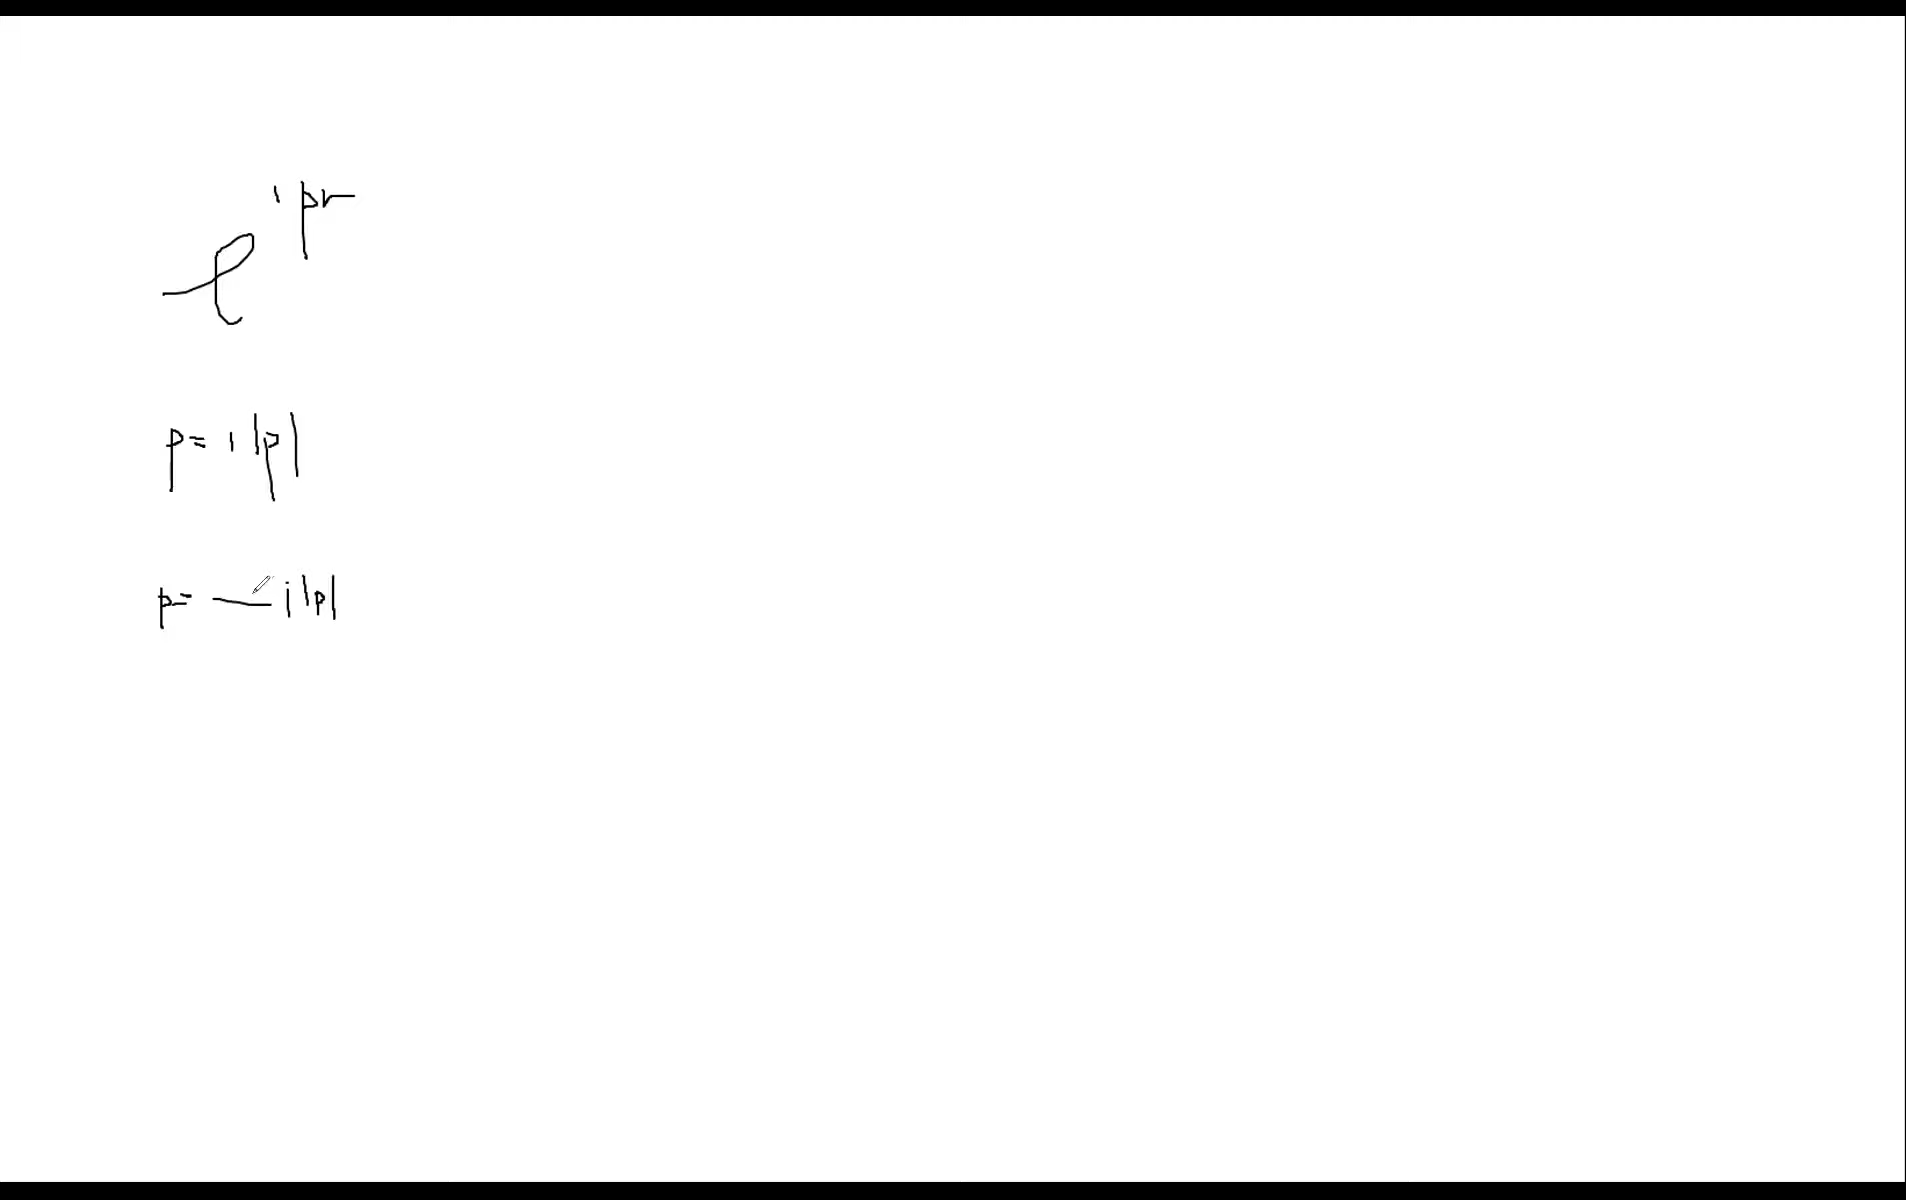 e^{ipr}
p = i |p|
p = - i |p|